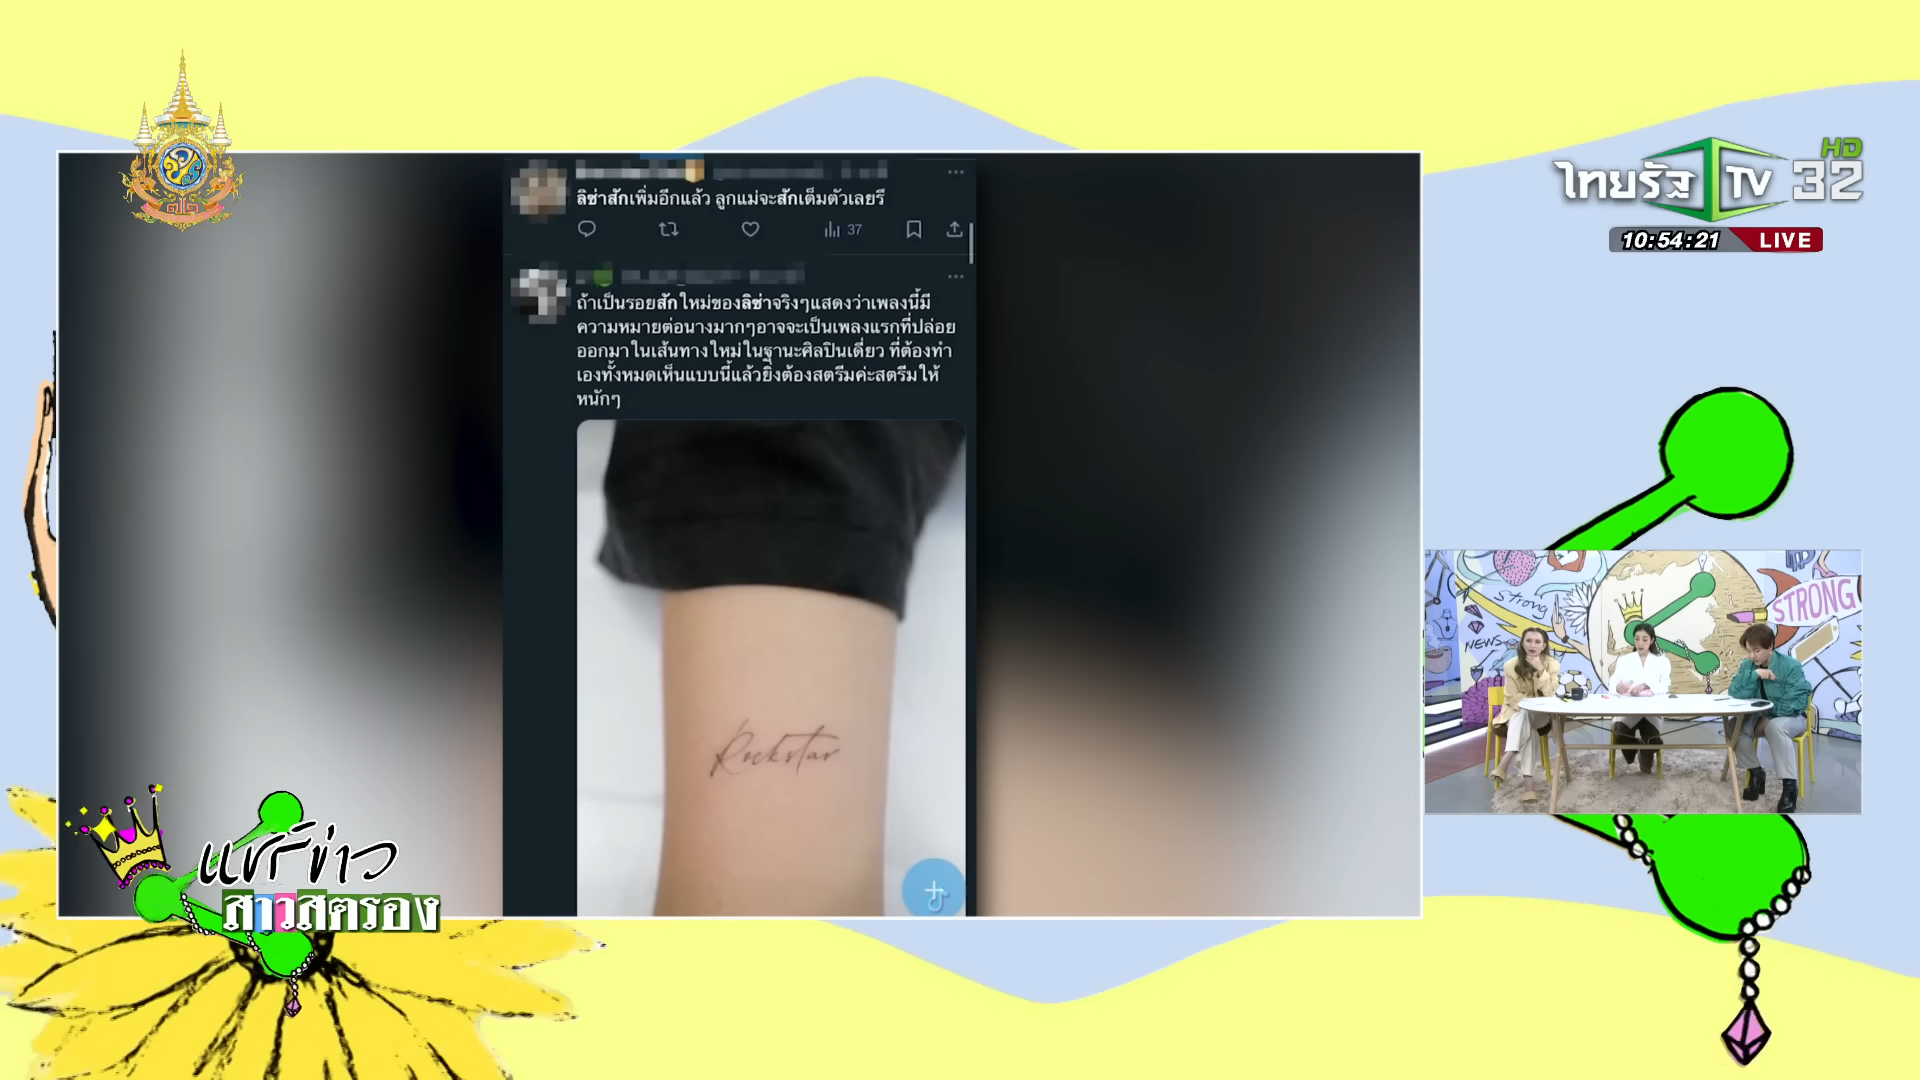 ลิซ่าสักเพิ่มอีกแล้ว ลูกแม่จะสักเต็มตัวเลยรึ
37
ถ้าเป็นรอยสักใหม่ของลิซ่าจริงๆแสดงว่าเพลงนี้มี
ความหมายต่อนางมากๆอาจจะเป็นเพลงแรกที่ปล่อย
ออกมาในเส้นทางใหม่ในฐานะศิลปินเดี่ยว ที่ต้องทำ
เองทั้งหมดเห็นแบบนี้แล้วยิ่งต้องสตรีมค่ะสตรีมให้
หนักๆ
Rockstar
ไทยรัฐ TV 32 HD
10:54:21 LIVE
Strong
NEWS
STRONG
แชร์ข่าว
สาวสตรอง